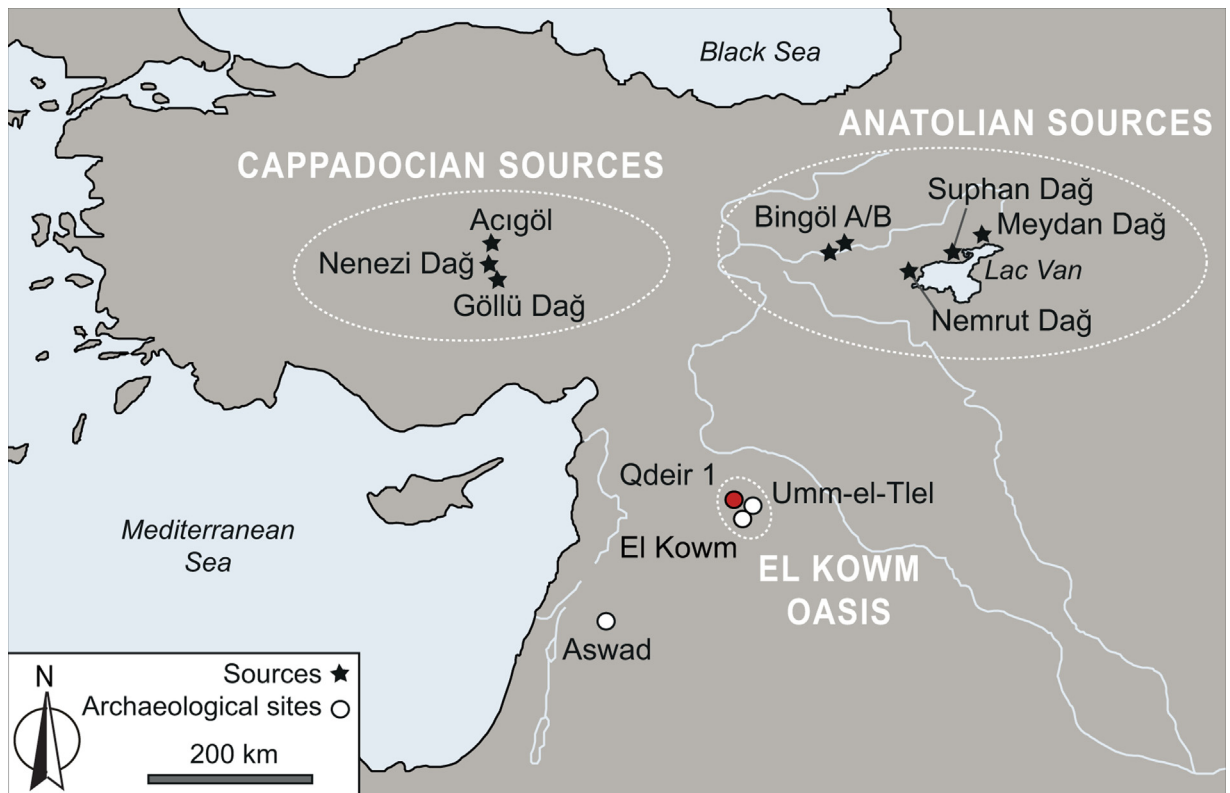 Black Sea
ANATOLIAN SOURCES
CAPPADOCIAN SOURCES
Suphan Dağ
Bingöl A/B
Meydan Dağ
Acıgöl
Nenezi Dağ
Lac Van
Göllü Dağ
Nemrut Dağ
Qdeir 1
Umm-el-Tlel
Mediterranean
Sea
El Kowm
EL KOWM
OASIS
Aswad
N
Sources
Archaeological sites
200 km